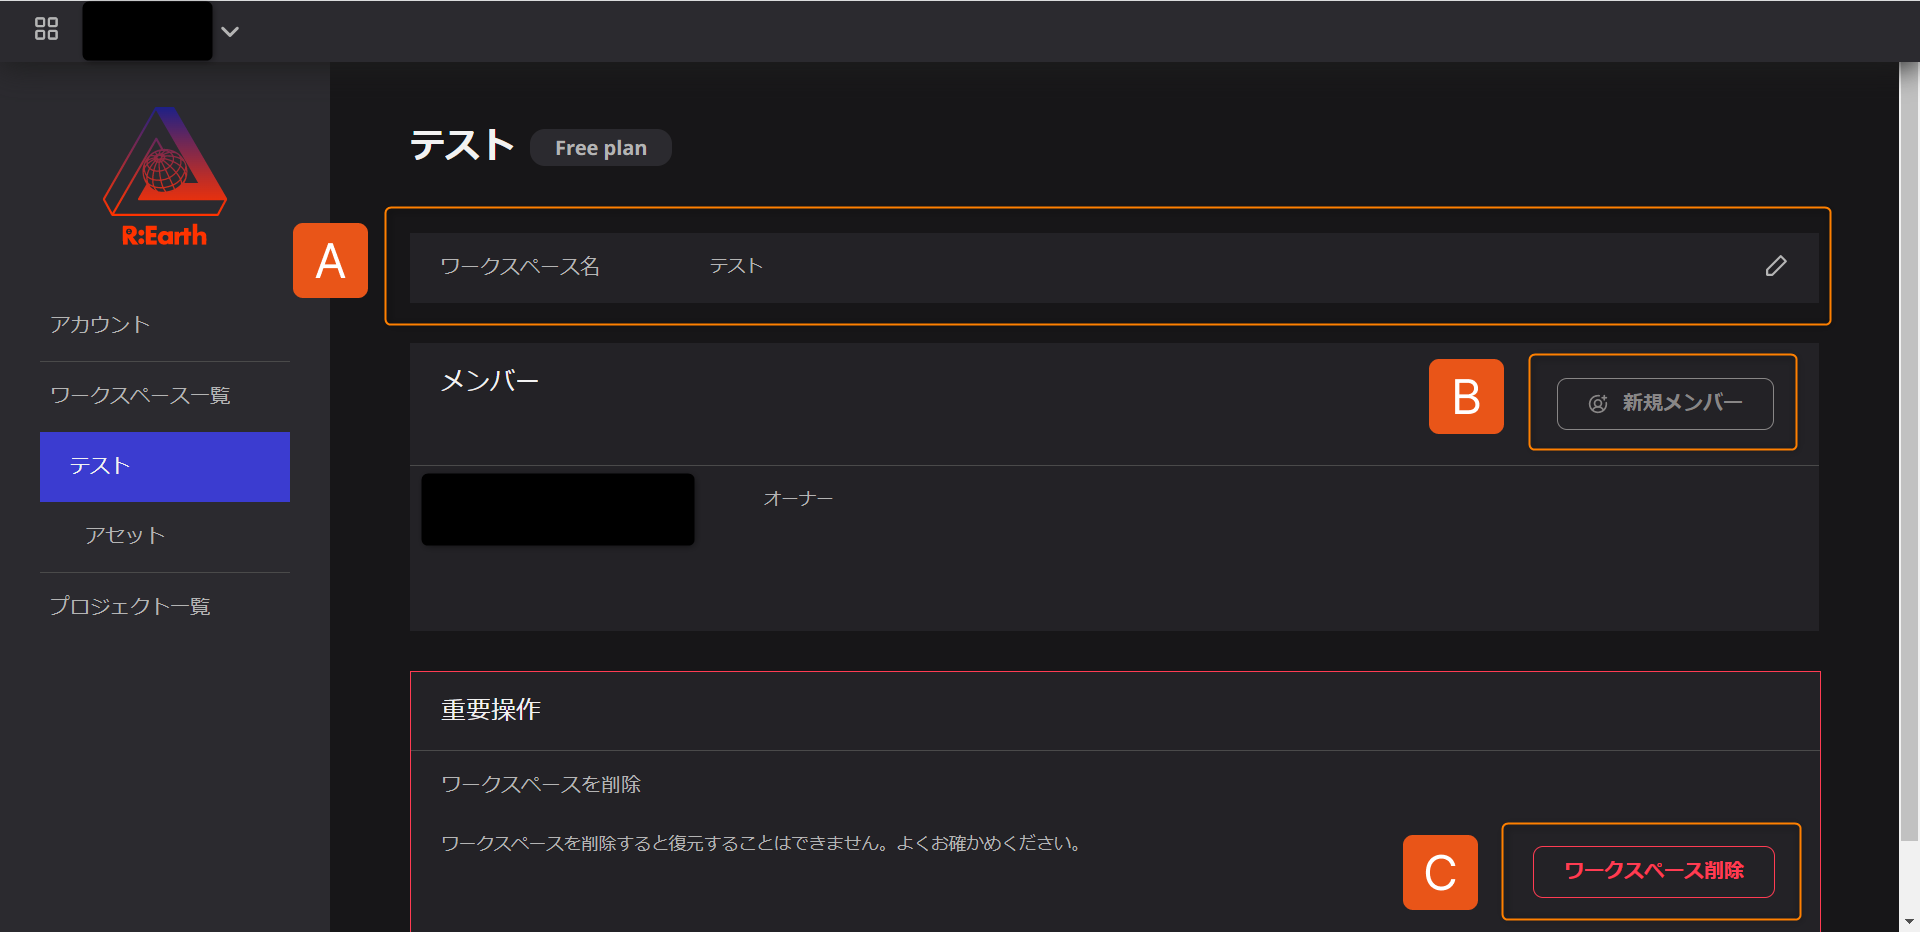 R:Earth
アカウント
ワークスペース一覧
テスト
アセット
プロジェクト一覧
テスト Free plan
A
ワークスペース名 テスト
メンバー
B
新規メンバー
オーナー
重要操作
ワークスペースを削除
ワークスペースを削除すると復元することはできません。よくお確かめください。
C
ワークスペース削除